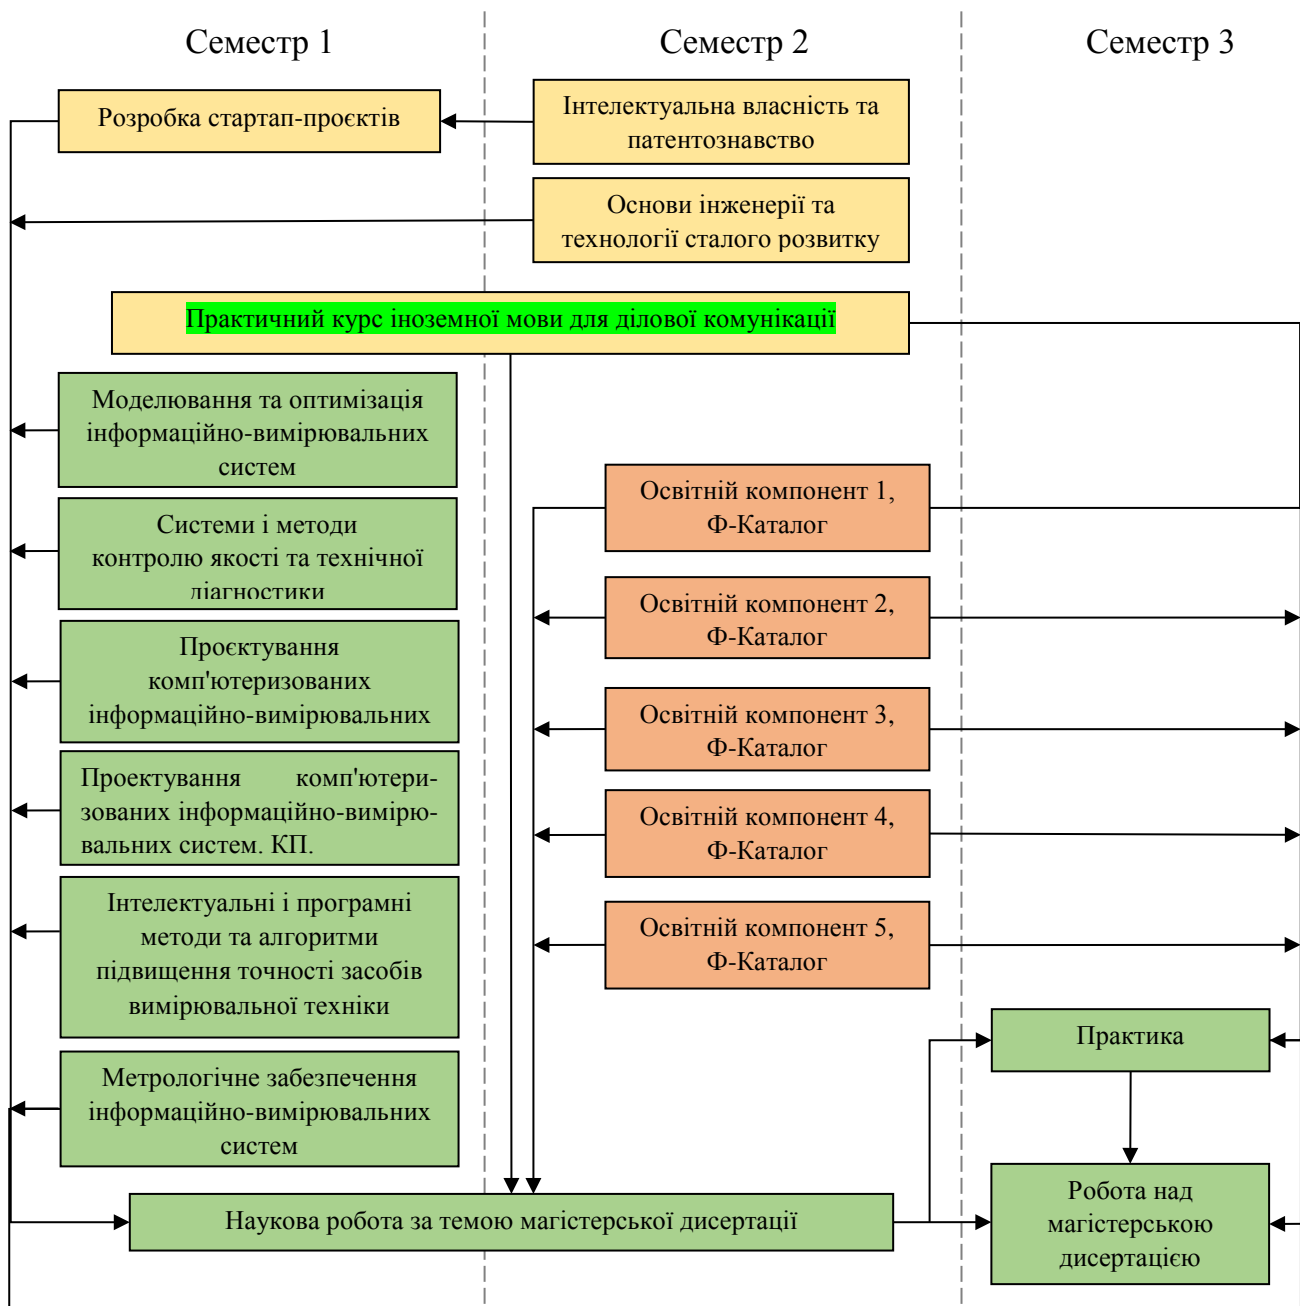 Семестр 1
Семестр 2
Семестр 3
Розробка стартап-проєктів
Інтелектуальна власність та
патентознавство
Основи інженерії та
технології сталого розвитку
Практичний курс іноземної мови для ділової комунікації
Моделювання та оптимізація
інформаційно-вимірювальних
систем
Системи і методи
контролю якості та технічної
діагностики
Проєктування
комп'ютеризованих
інформаційно-вимірювальних
Проектування комп'ютери-
зованих інформаційно-вимірю-
вальних систем. КП.
Інтелектуальні і програмні
методи та алгоритми
підвищення точності засобів
вимірювальної техніки
Метрологічне забезпечення
інформаційно-вимірювальних
систем
Освітній компонент 1,
Ф-Каталог
Освітній компонент 2,
Ф-Каталог
Освітній компонент 3,
Ф-Каталог
Освітній компонент 4,
Ф-Каталог
Освітній компонент 5,
Ф-Каталог
Практика
Наукова робота за темою магістерської дисертації
Робота над
магістерською
дисертацією